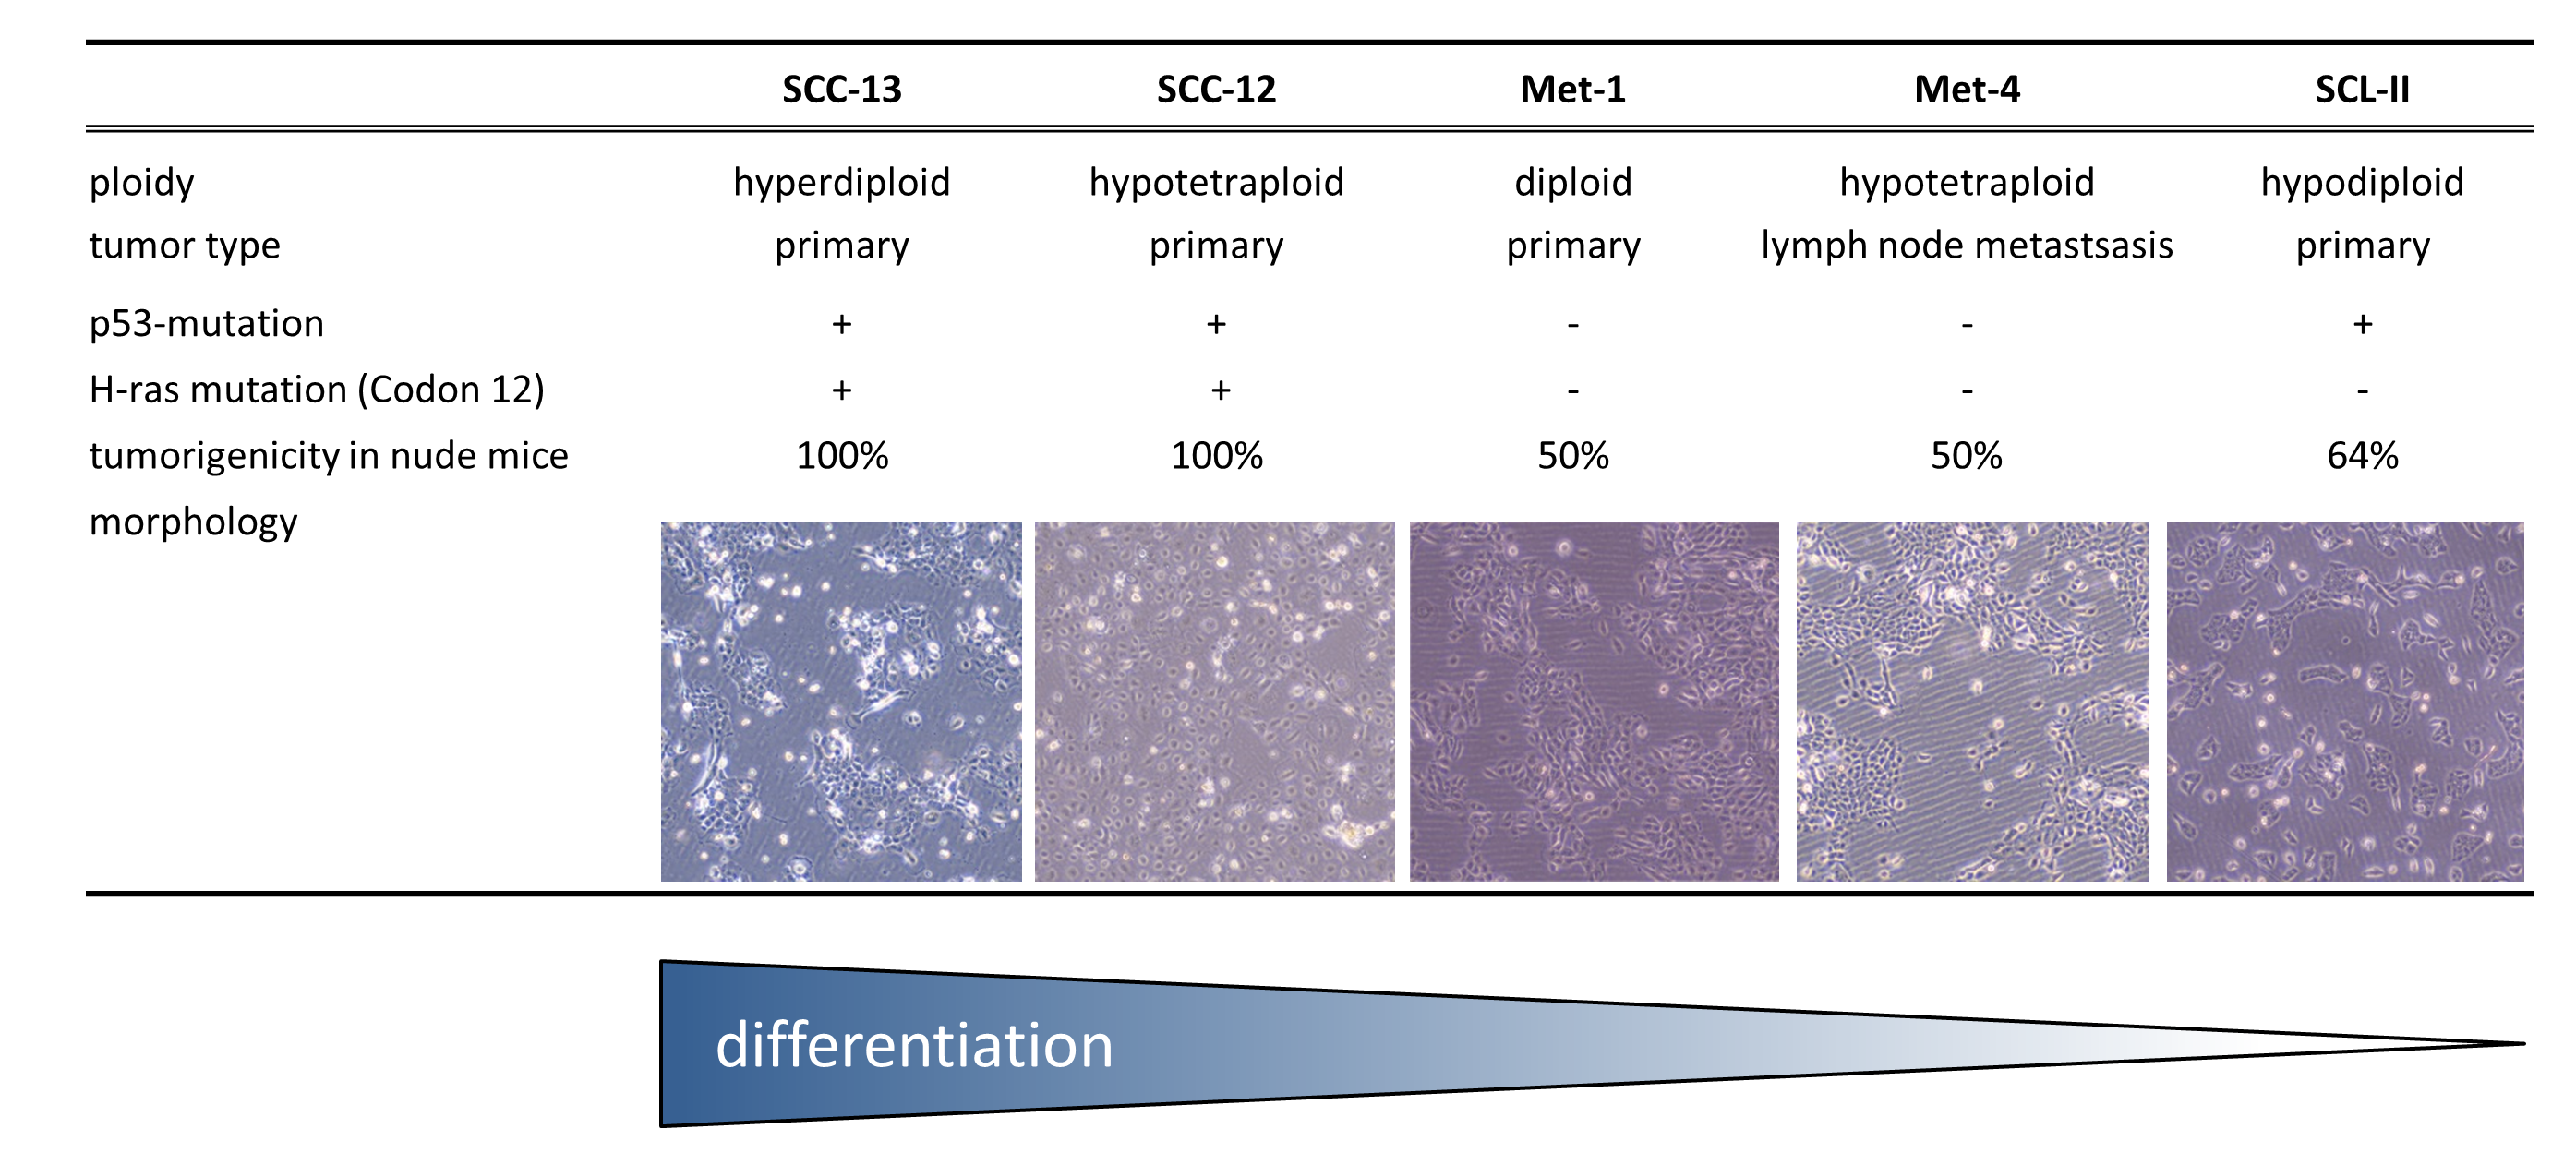 SCC-13 SCC-12 Met-1 Met-4 SCL-II
ploidy hyperdiploid hypotetraploid diploid hypotetraploid hypodiploid
tumor type primary primary primary lymph node metastsasis primary
p53-mutation + + - - +
H-ras mutation (Codon 12) + + - - -
tumorigenicity in nude mice 100% 100% 50% 50% 64%
morphology
differentiation